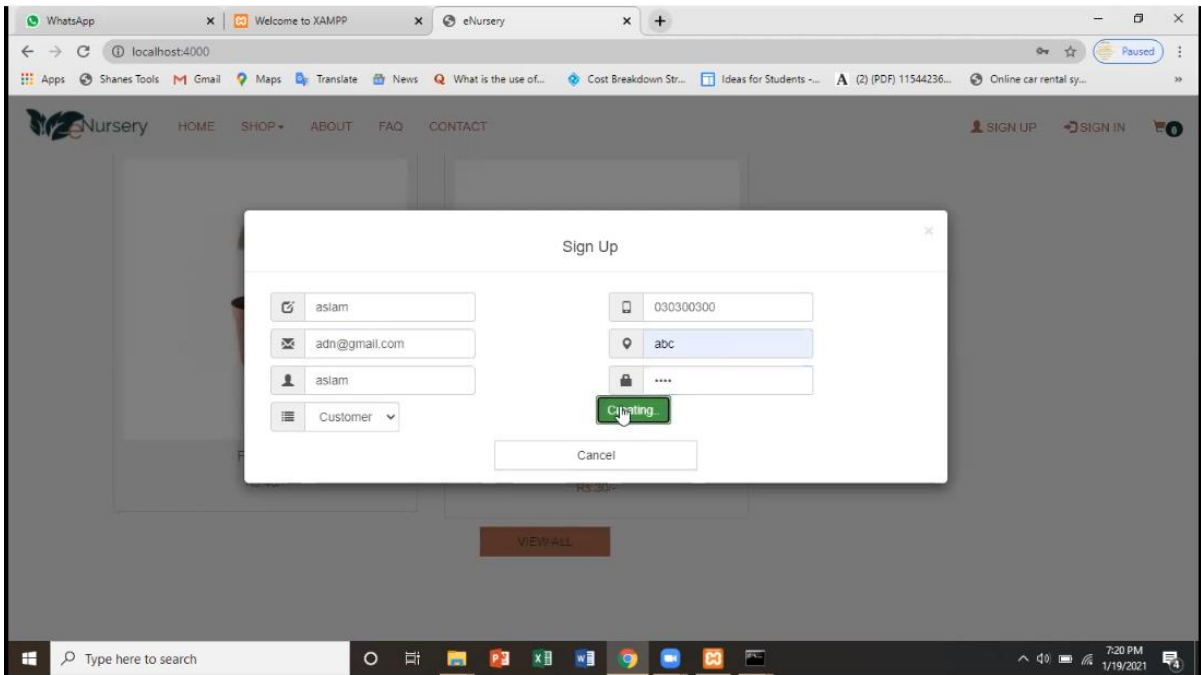 WhatsApp
Welcome to XAMPP
eNursery
localhost:4000
Paused
Apps
Shanes Tools
Gmail
Maps
Translate
News
What is the use of...
Cost Breakdown Str...
Ideas for Students -...
(2) (PDF) 11544236...
Online car rental sy...
eNursery
HOME
SHOP
ABOUT
FAQ
CONTACT
SIGN UP
SIGN IN
0
Sign Up
aslam
030300300
adn@gmail.com
abc
aslam
Customer
Creating..
Cancel
RS.30/-
VIEW ALL
Type here to search
7:20 PM
1/19/2021
4